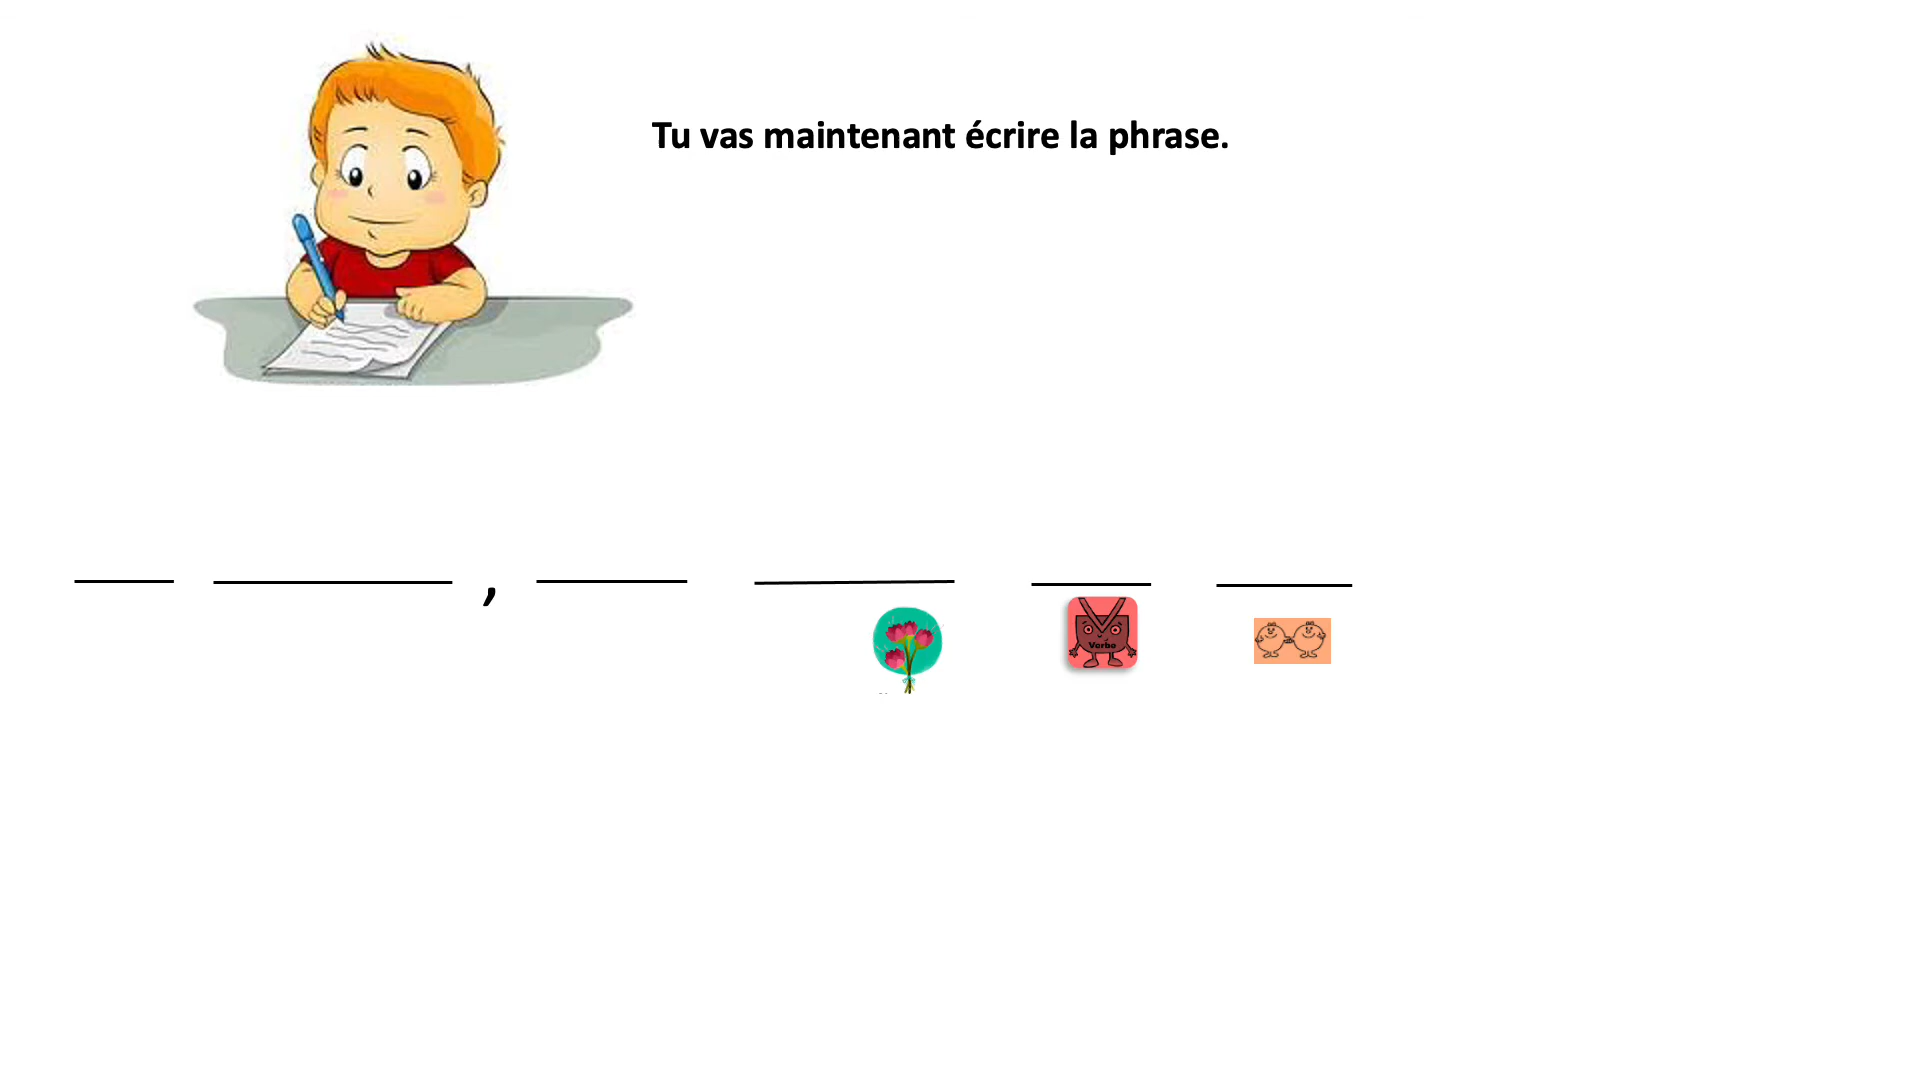 Tu vas maintenant écrire la phrase.
,
Verbe